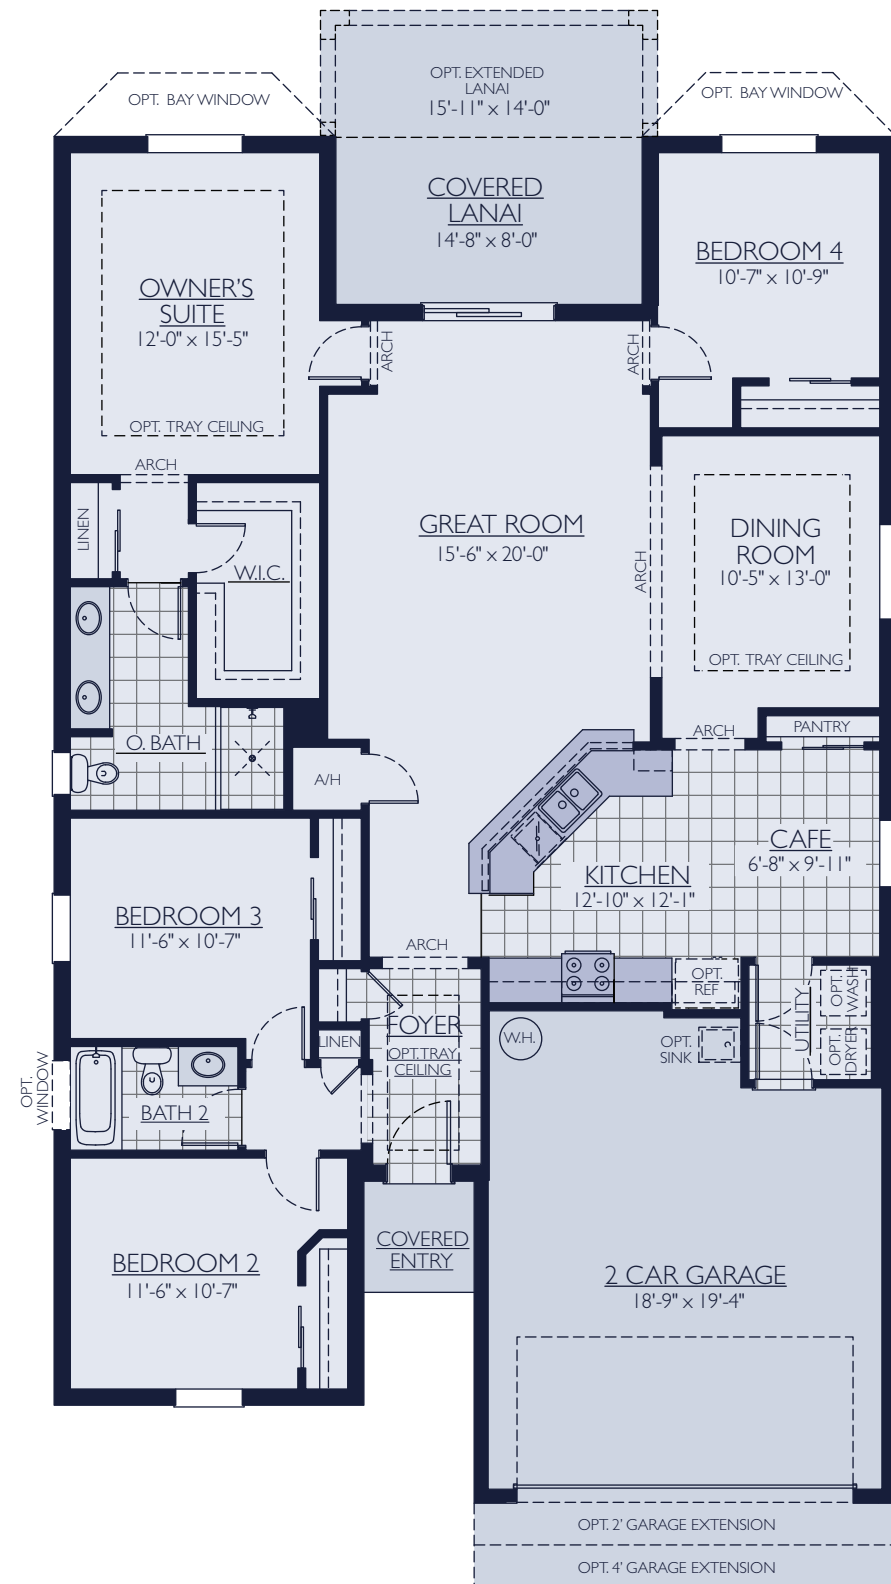 OPT. EXTENDED
LANAI
15'-11" x 14'-0"
OPT. BAY WINDOW
OPT. BAY WINDOW
COVERED
LANAI
14'-8" x 8'-0"
BEDROOM 4
10'-7" x 10'-9"
OWNER'S
SUITE
12'-0" x 15'-5"
OPT. TRAY CEILING
ARCH
ARCH
ARCH
LINEN
W.I.C.
GREAT ROOM
15'-6" x 20'-0"
ARCH
DINING
ROOM
10'-5" x 13'-0"
OPT. TRAY CEILING
ARCH
PANTRY
O. BATH
A/H
CAFE
6'-8" x 9'-11"
KITCHEN
12'-10" x 12'-1"
BEDROOM 3
11'-6" x 10'-7"
ARCH
OPT.
REF
UTILITY
OPT.
WASH
OPT.
DRYER
FOYER
OPT. TRAY
CEILING
LINEN
W.H.
OPT.
SINK
OPT.
WINDOW
BATH 2
COVERED
ENTRY
BEDROOM 2
11'-6" x 10'-7"
2 CAR GARAGE
18'-9" x 19'-4"
OPT. 2' GARAGE EXTENSION
OPT. 4' GARAGE EXTENSION